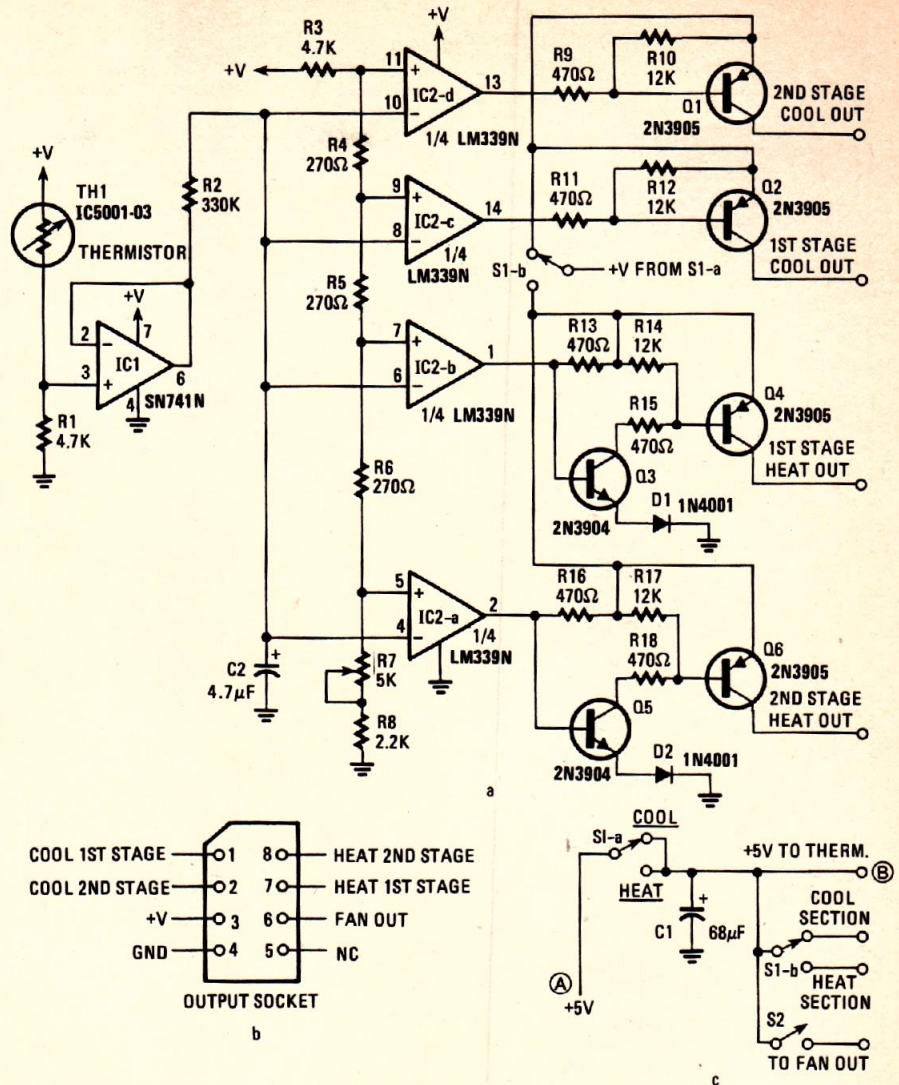 R3
4.7K
+V
11
+
10
−
IC2-d
13
1/4 LM339N
R9
470Ω
R10
12K
Q1
2N3905
2ND STAGE
COOL OUT
R4
270Ω
+V
TH1
IC5001-03
THERMISTOR
R2
330K
9
+
8
−
IC2-c
14
1/4
LM339N
R11
470Ω
R12
12K
Q2
2N3905
1ST STAGE
COOL OUT
S1-b
+V FROM S1-a
R5
270Ω
+V
2
−
7
IC1
3
+
6
4
SN741N
R1
4.7K
7
+
6
−
IC2-b
1
1/4 LM339N
R13
470Ω
R14
12K
R15
470Ω
Q4
2N3905
1ST STAGE
HEAT OUT
Q3
2N3904
D1
1N4001
R6
270Ω
5
+
4
−
IC2-a
2
1/4
LM339N
R16
470Ω
R17
12K
R18
470Ω
Q6
2N3905
2ND STAGE
HEAT OUT
Q5
2N3904
D2
1N4001
C2
+
4.7μF
R7
5K
R8
2.2K
a
COOL 1ST STAGE
1
8
HEAT 2ND STAGE
COOL 2ND STAGE
2
7
HEAT 1ST STAGE
+V
3
6
FAN OUT
GND
4
5
NC
OUTPUT SOCKET
b
COOL
SI-a
HEAT
A
+5V
C1
+
68μF
+5V TO THERM.
B
COOL
SECTION
S1-b
HEAT
SECTION
S2
TO FAN OUT
c